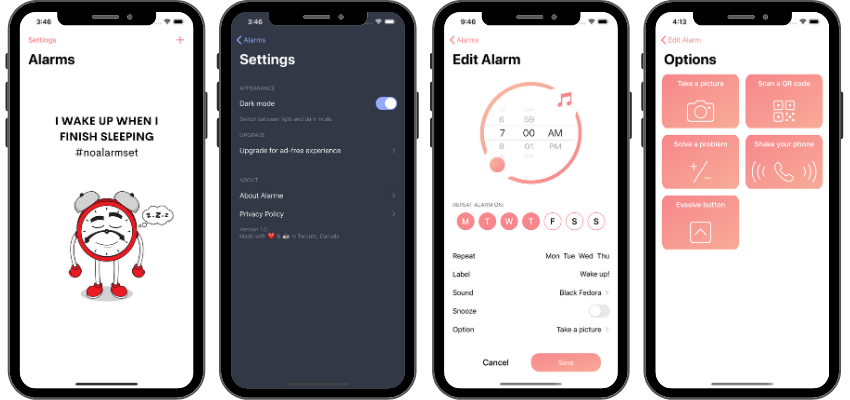 3:46
Settings
+
Alarms
I WAKE UP WHEN I
FINISH SLEEPING
#noalarmset
z-z-z
3:46
Alarms
Settings
APPEARANCE
Dark mode
Switch between light and dark mode
UPGRADE
Upgrade for ad-free experience
ABOUT
About Alarme
Privacy Policy
Version 1.0
Made with ❤️ & ☕ in Toronto, Canada
9:46
Alarms
Edit Alarm
6 59
7 00 AM
8 01 PM
REPEAT ALARM ON:
M T W T F S S
Repeat Mon Tue Wed Thu
Label Wake up!
Sound Black Fedora
Snooze
Option Take a picture
Cancel Save
4:13
Edit Alarm
Options
Take a picture Scan a QR code
Solve a problem Shake your phone
+/−
Evasive button